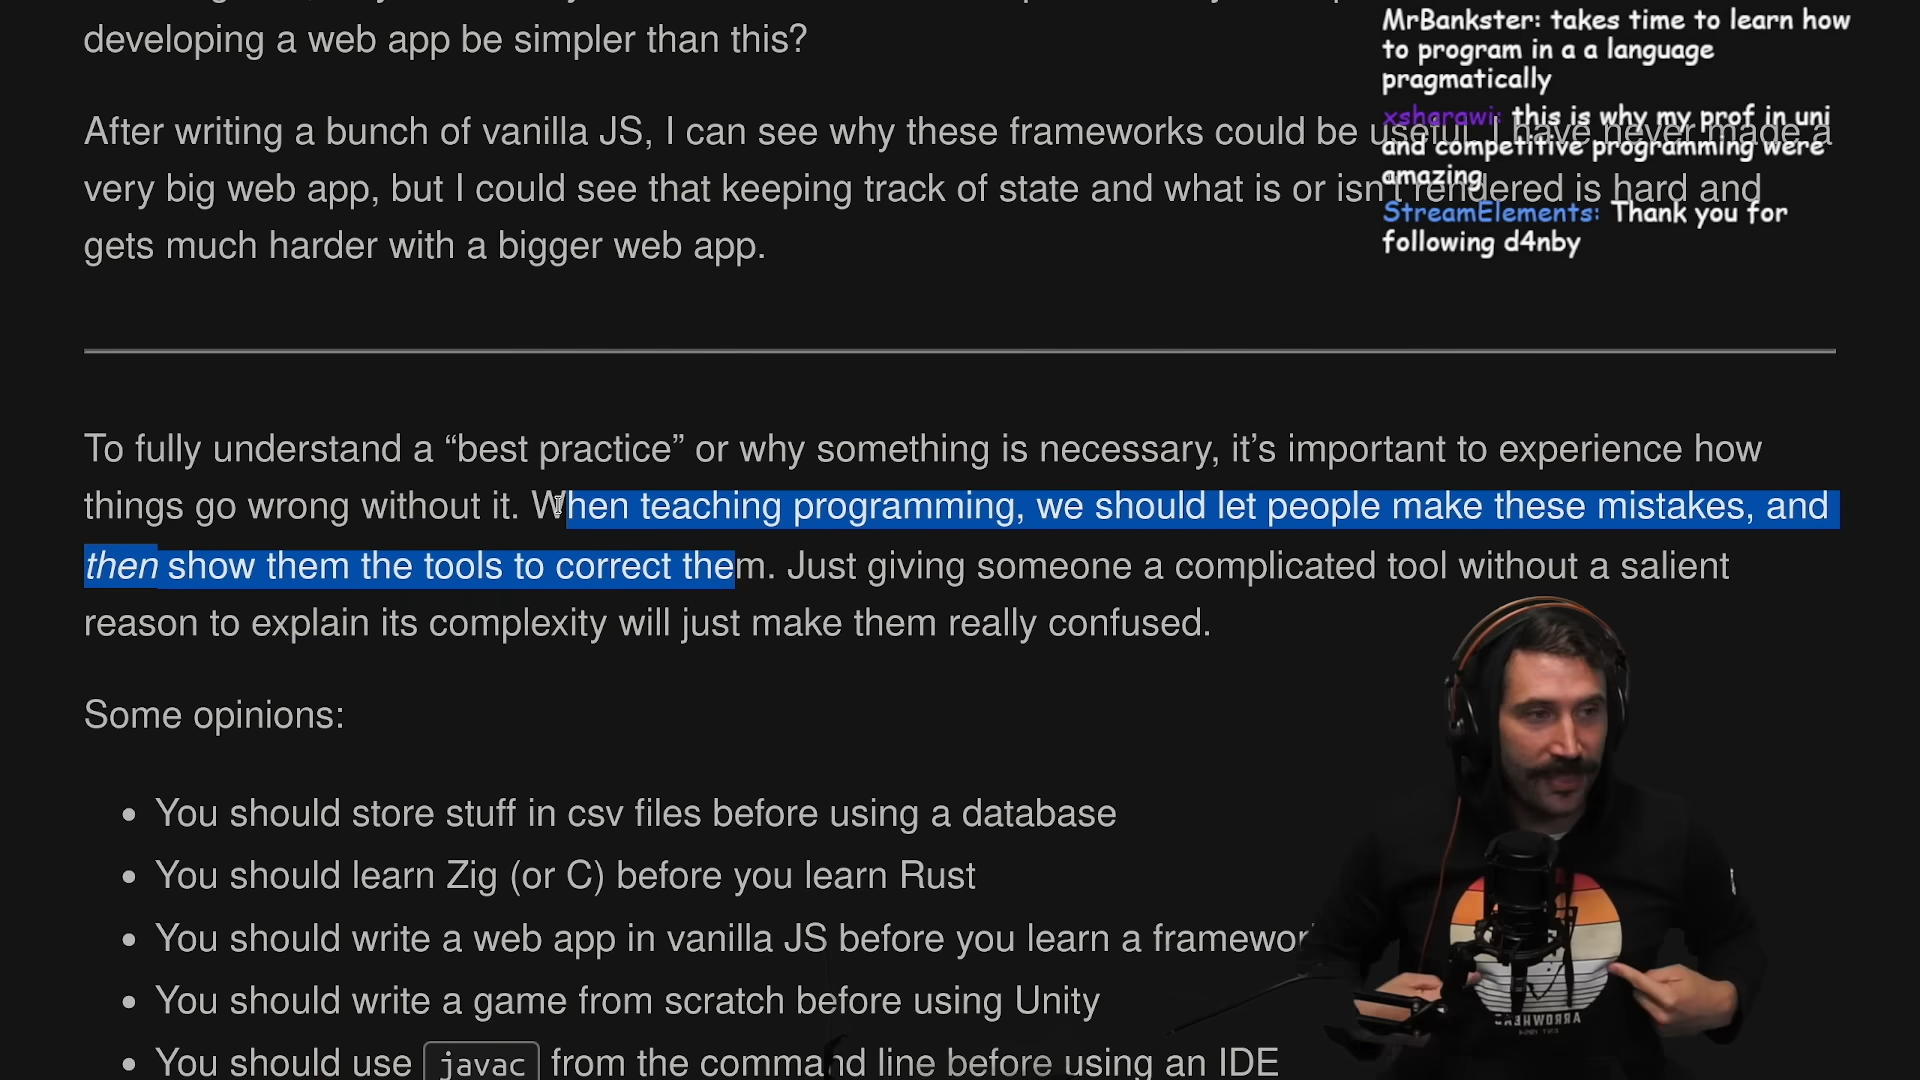 developing a web app be simpler than this?
After writing a bunch of vanilla JS, I can see why these frameworks could be useful. I have never made a
very big web app, but I could see that keeping track of state and what is or isn't rendered is hard and
gets much harder with a bigger web app.
MrBankster: takes time to learn how
to program in a a language
pragmatically
xsharawi: this is why my prof in uni
and competitive programming were
amazing
StreamElements: Thank you for
following d4nby
To fully understand a “best practice” or why something is necessary, it’s important to experience how
things go wrong without it. When teaching programming, we should let people make these mistakes, and
then show them the tools to correct them. Just giving someone a complicated tool without a salient
reason to explain its complexity will just make them really confused.
Some opinions:
• You should store stuff in csv files before using a database
• You should learn Zig (or C) before you learn Rust
• You should write a web app in vanilla JS before you learn a framewor
• You should write a game from scratch before using Unity
• You should use javac from the command line before using an IDE